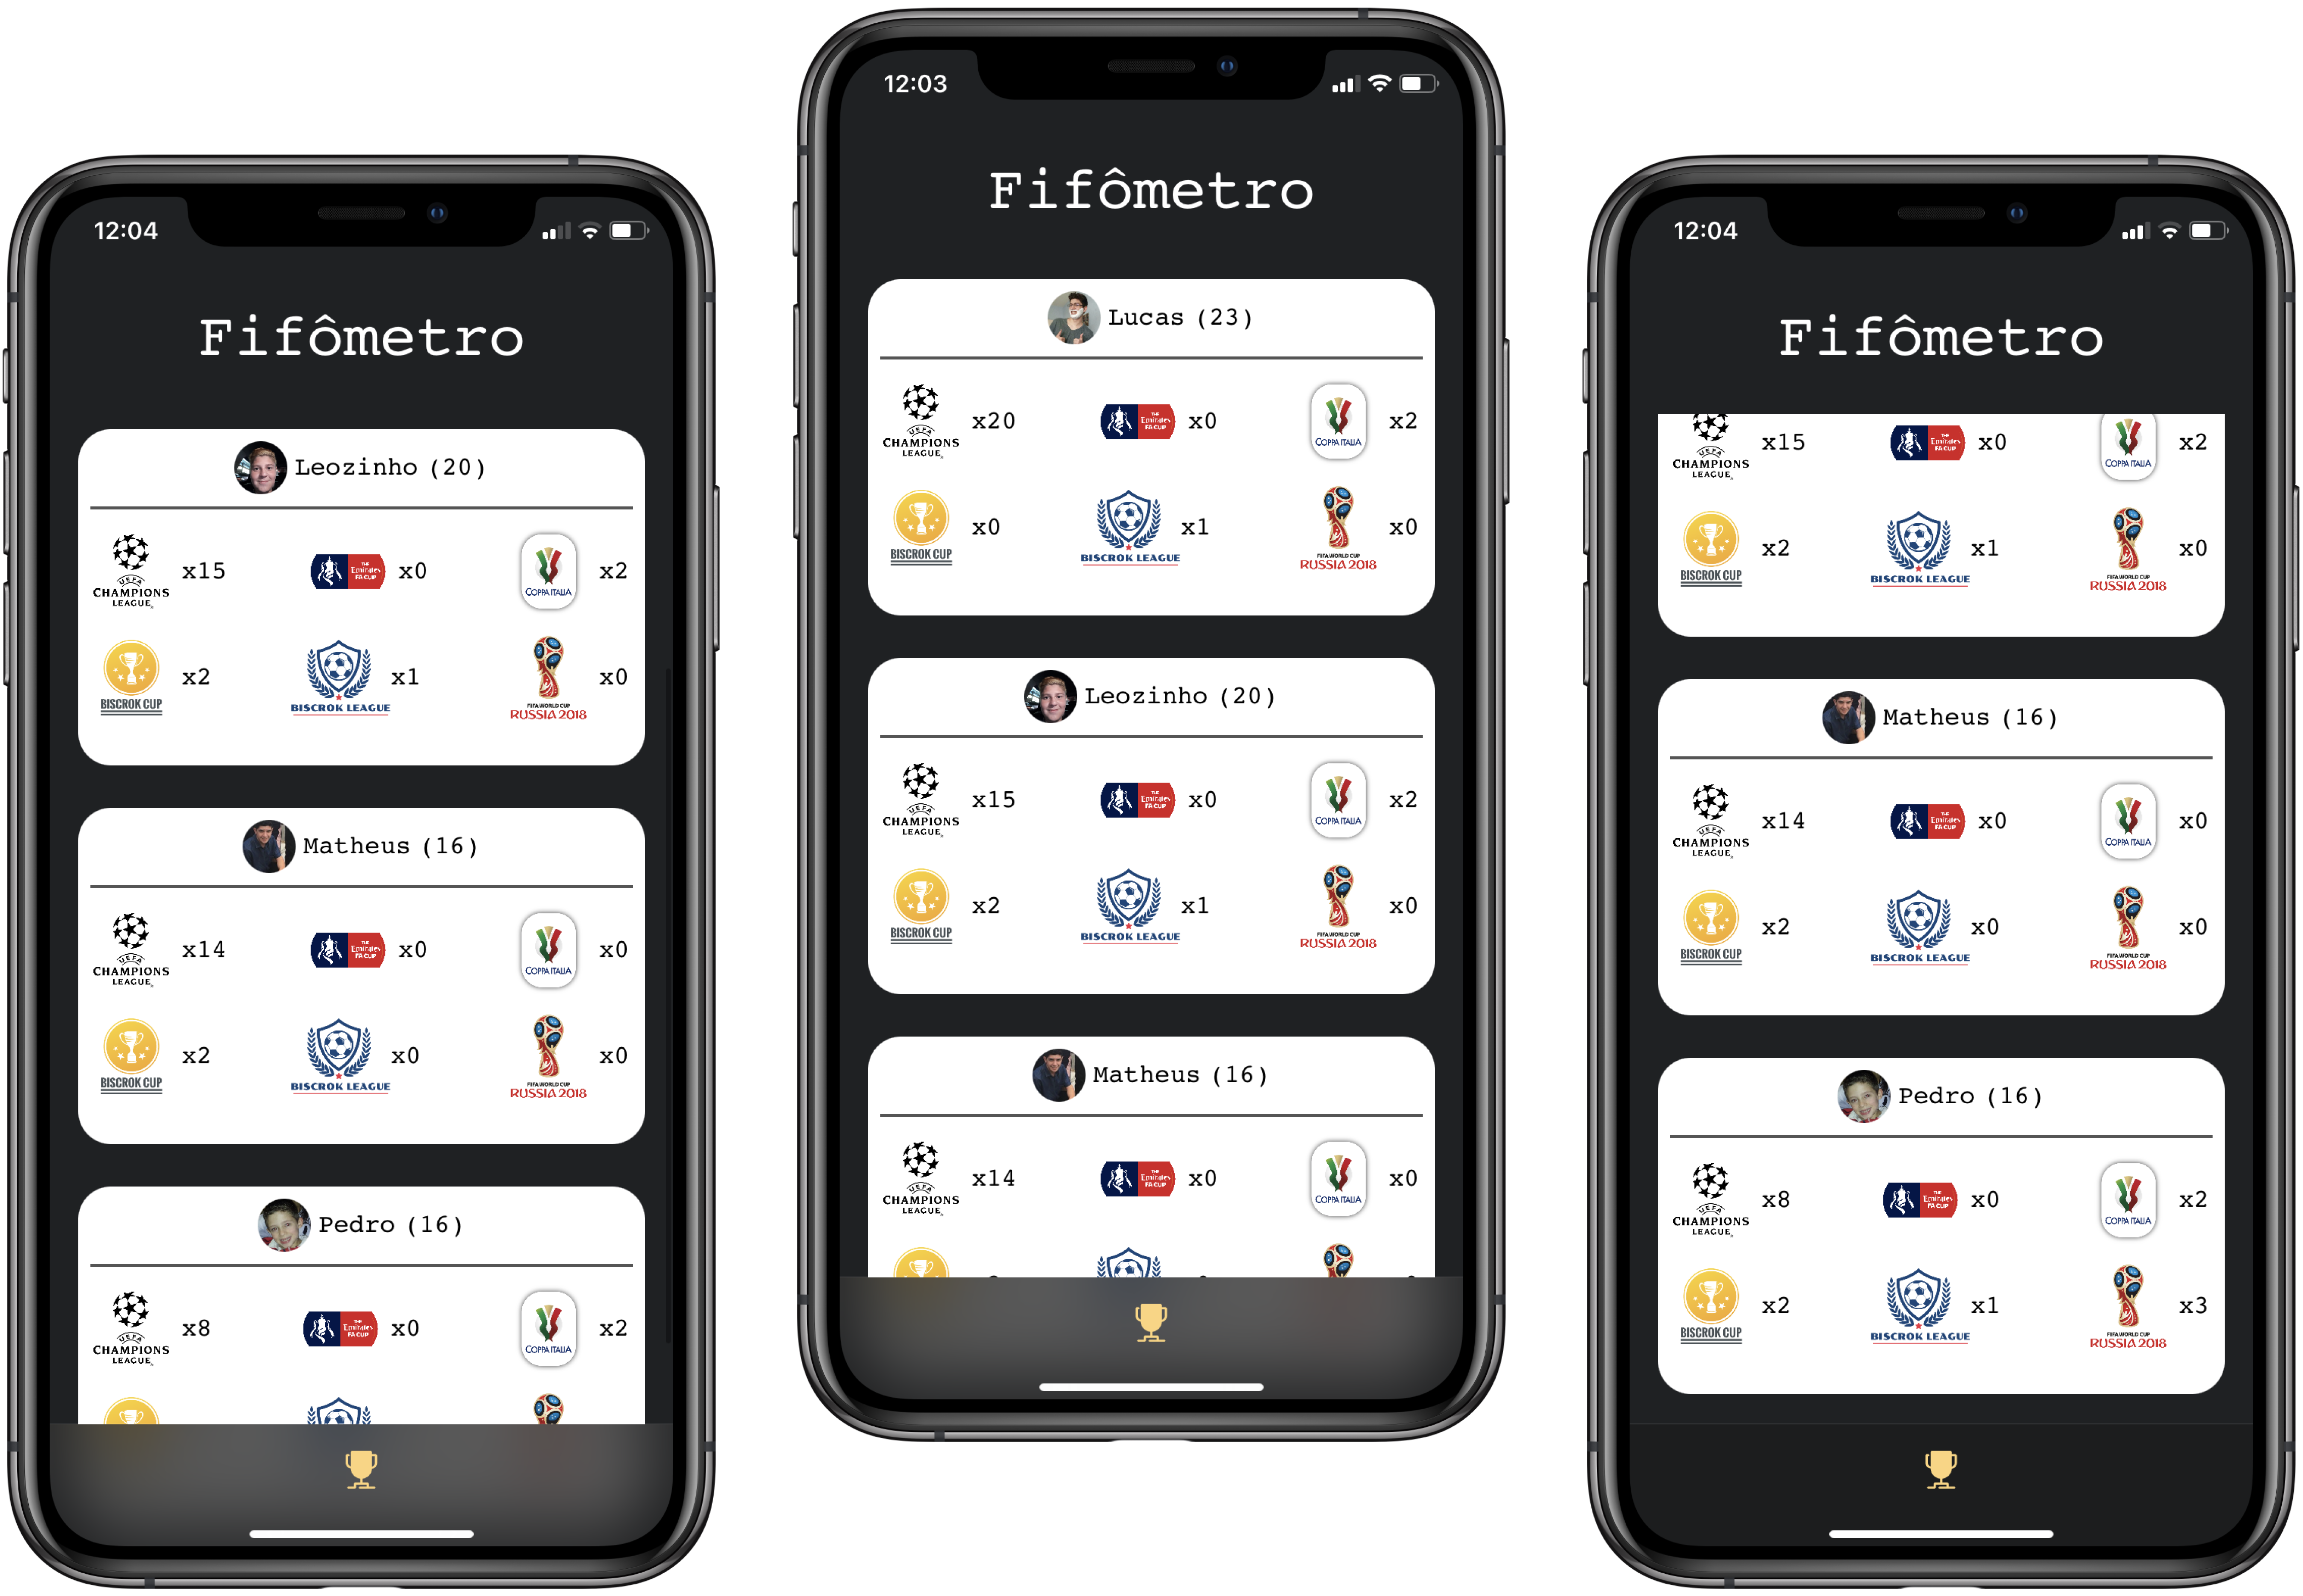 12:04
Fifômetro
Leozinho (20)
UEFA
CHAMPIONS
LEAGUE
x15
THE
Emirates
FA CUP
x0
COPPA ITALIA
x2
BISCROK CUP
x2
BISCROK LEAGUE
x1
FIFA WORLD CUP
RUSSIA 2018
x0
Matheus (16)
UEFA
CHAMPIONS
LEAGUE
x14
THE
Emirates
FA CUP
x0
COPPA ITALIA
x0
BISCROK CUP
x2
BISCROK LEAGUE
x0
FIFA WORLD CUP
RUSSIA 2018
x0
Pedro (16)
UEFA
CHAMPIONS
LEAGUE
x8
THE
Emirates
FA CUP
x0
COPPA ITALIA
x2
12:03
Fifômetro
Lucas (23)
UEFA
CHAMPIONS
LEAGUE
x20
THE
Emirates
FA CUP
x0
COPPA ITALIA
x2
BISCROK CUP
x0
BISCROK LEAGUE
x1
FIFA WORLD CUP
RUSSIA 2018
x0
Leozinho (20)
UEFA
CHAMPIONS
LEAGUE
x15
THE
Emirates
FA CUP
x0
COPPA ITALIA
x2
BISCROK CUP
x2
BISCROK LEAGUE
x1
FIFA WORLD CUP
RUSSIA 2018
x0
Matheus (16)
UEFA
CHAMPIONS
LEAGUE
x14
THE
Emirates
FA CUP
x0
COPPA ITALIA
x0
12:04
Fifômetro
UEFA
CHAMPIONS
LEAGUE
x15
THE
Emirates
FA CUP
x0
COPPA ITALIA
x2
BISCROK CUP
x2
BISCROK LEAGUE
x1
FIFA WORLD CUP
RUSSIA 2018
x0
Matheus (16)
UEFA
CHAMPIONS
LEAGUE
x14
THE
Emirates
FA CUP
x0
COPPA ITALIA
x0
BISCROK CUP
x2
BISCROK LEAGUE
x0
FIFA WORLD CUP
RUSSIA 2018
x0
Pedro (16)
UEFA
CHAMPIONS
LEAGUE
x8
THE
Emirates
FA CUP
x0
COPPA ITALIA
x2
BISCROK CUP
x2
BISCROK LEAGUE
x1
FIFA WORLD CUP
RUSSIA 2018
x3